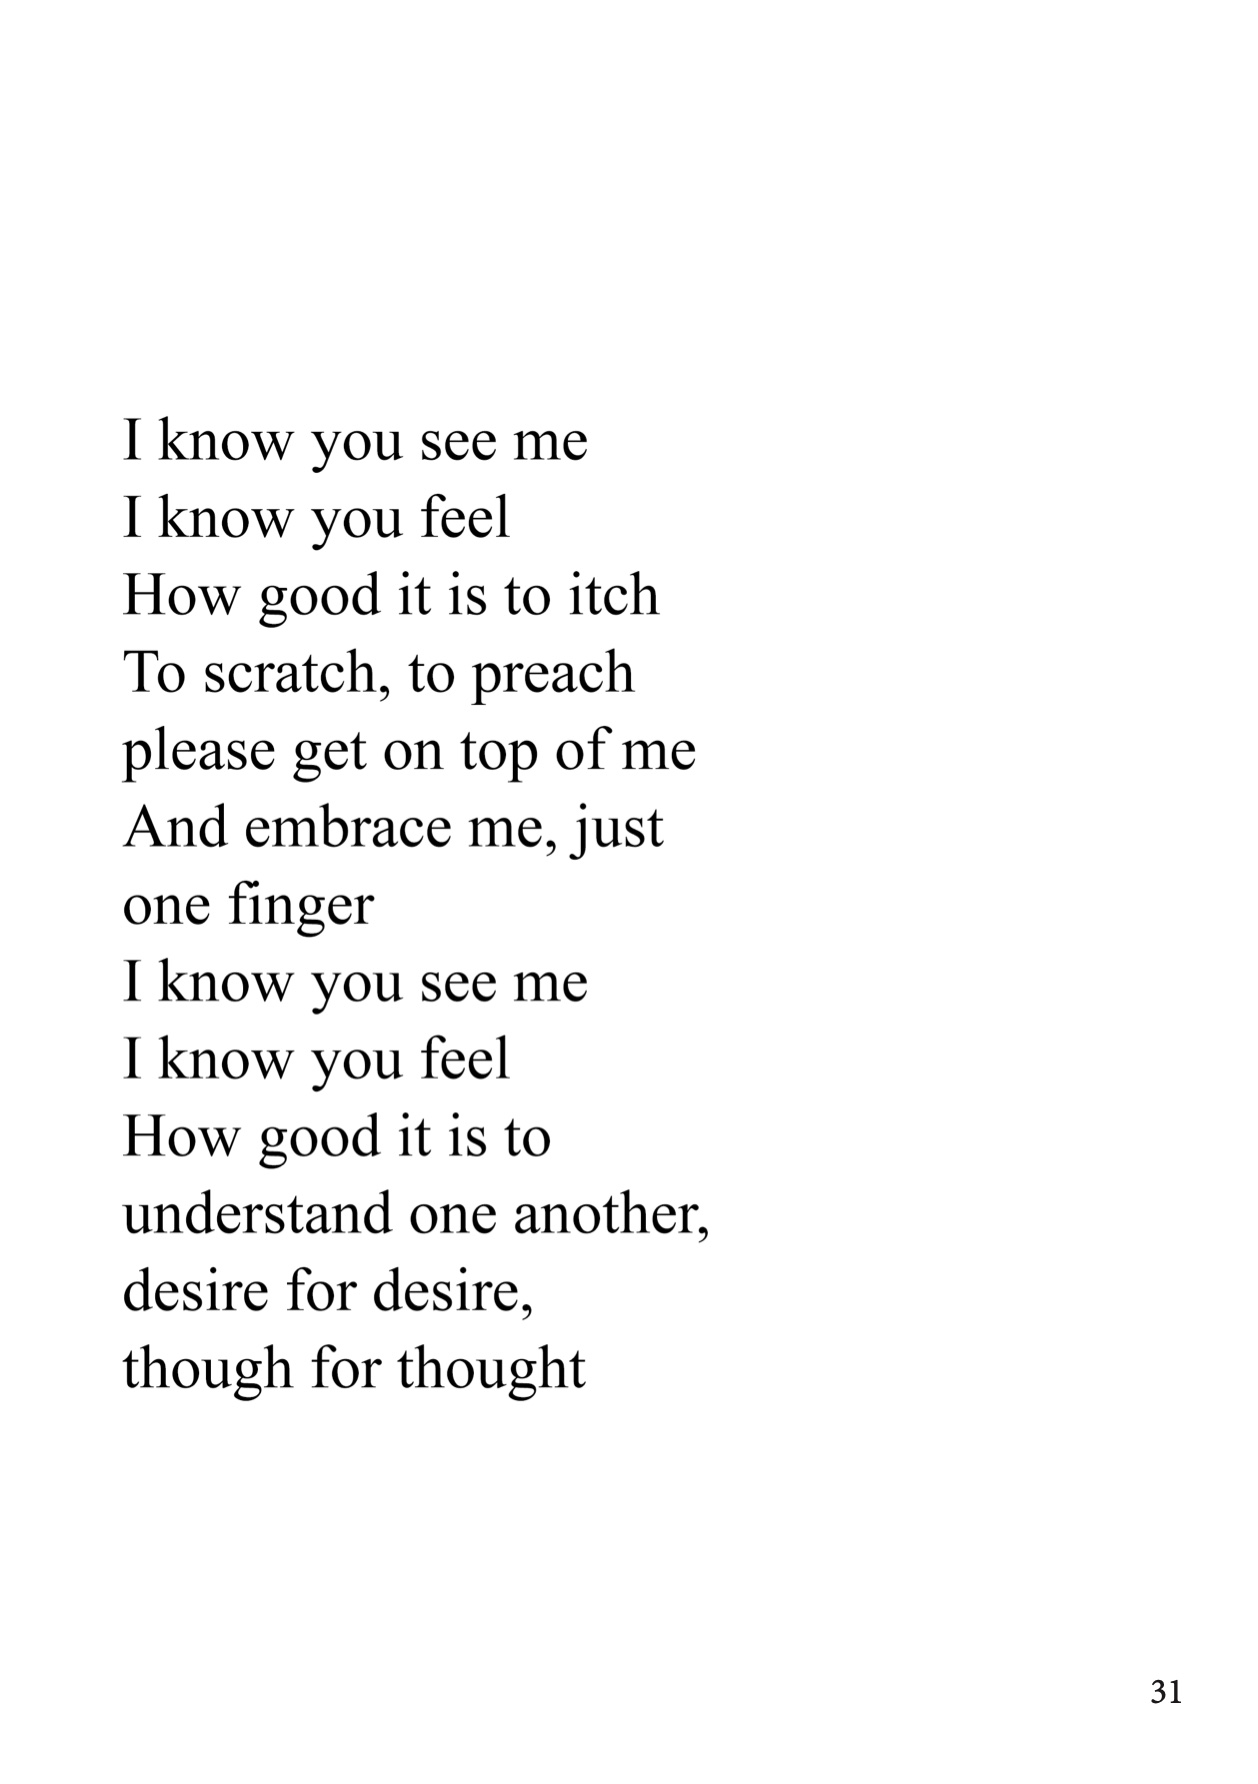 I know you see me
I know you feel
How good it is to itch
To scratch, to preach
please get on top of me
And embrace me, just
one finger
I know you see me
I know you feel
How good it is to
understand one another,
desire for desire,
though for thought
31